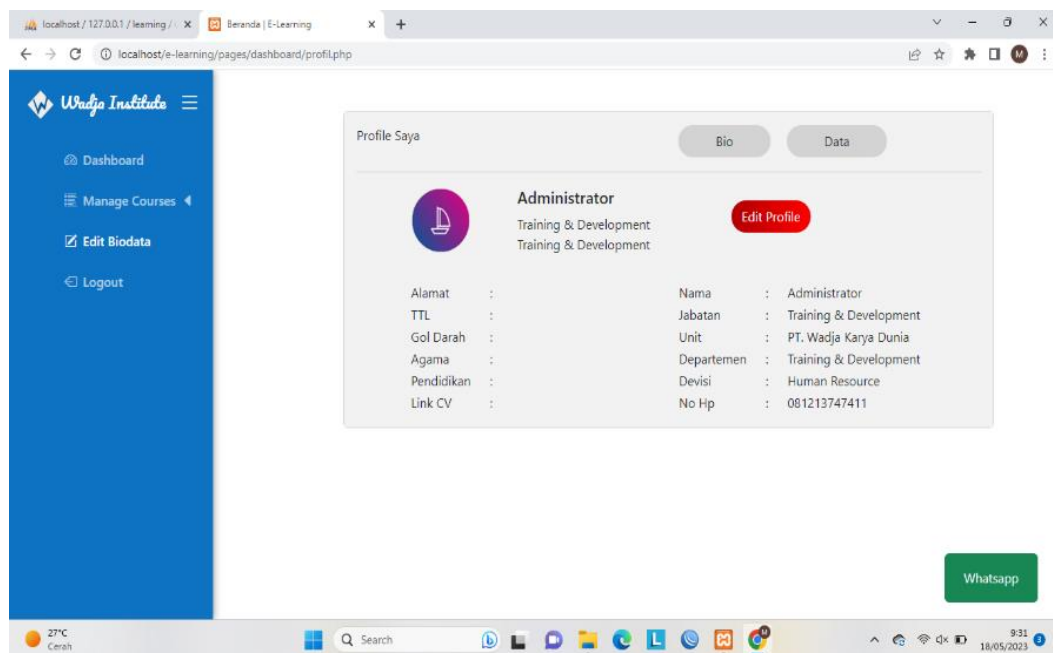 localhost / 127.0.0.1 / learning /
Beranda | E-Learning
localhost/e-learning/pages/dashboard/profil.php
M
Wadja Institute
Dashboard
Manage Courses
Edit Biodata
Logout
Profile Saya
Bio
Data
Administrator
Training & Development
Training & Development
Edit Profile
Alamat :
TTL :
Gol Darah :
Agama :
Pendidikan :
Link CV :
Nama : Administrator
Jabatan : Training & Development
Unit : PT. Wadja Karya Dunia
Departemen : Training & Development
Devisi : Human Resource
No Hp : 081213747411
Whatsapp
27°C
Cerah
Search
L
9:31
18/05/2023
3